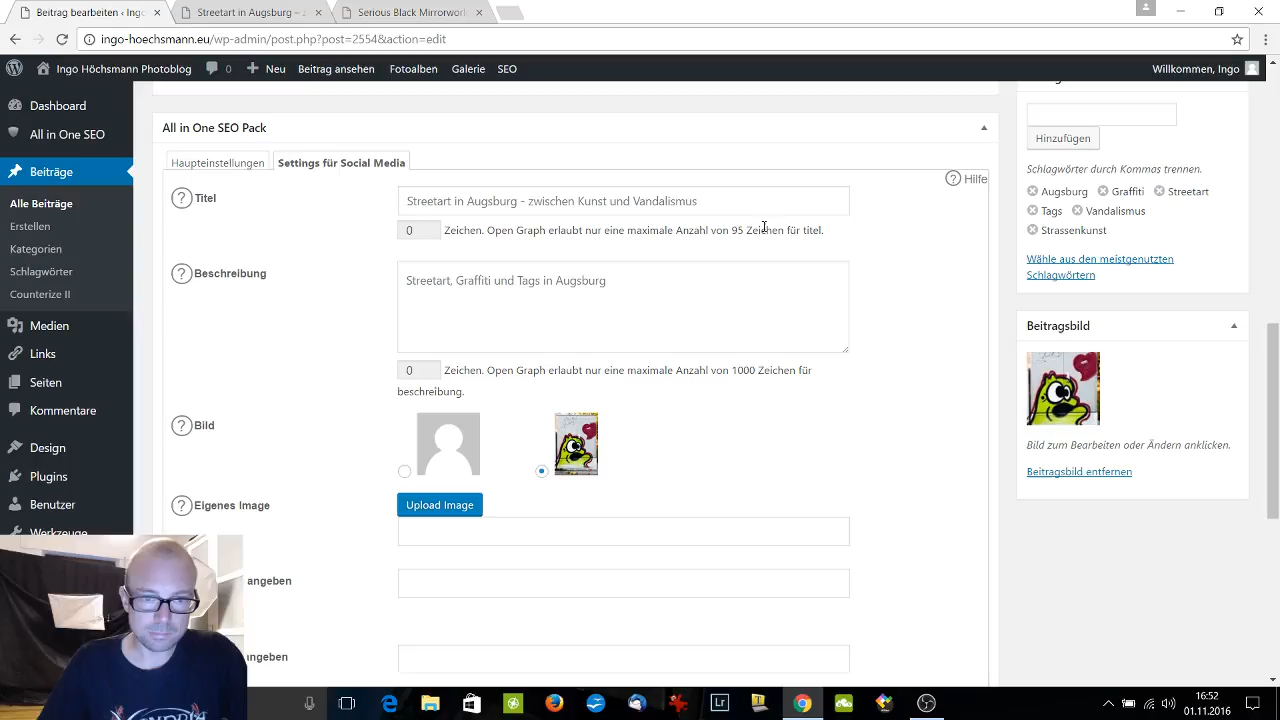 Beitrag bearbeiten ‹ Ingo
Streetart in Augsburg –
Serious Black Mirrorwork
ingo-hoechsmann.eu/wp-admin/post.php?post=2554&action=edit
Ingo Höchsmann Photoblog 0 Neu Beitrag ansehen Fotoalben Galerie SEO Willkommen, Ingo
Dashboard
All in One SEO
Beiträge
Alle Beiträge
Erstellen
Kategorien
Schlagwörter
Counterize II
Medien
Links
Seiten
Kommentare
Design
Plugins
Benutzer
Werkzeuge
All in One SEO Pack
Haupteinstellungen Settings für Social Media
Hilfe
Titel
Streetart in Augsburg - zwischen Kunst und Vandalismus
0 Zeichen. Open Graph erlaubt nur eine maximale Anzahl von 95 Zeichen für titel.
Beschreibung
Streetart, Graffiti und Tags in Augsburg
0 Zeichen. Open Graph erlaubt nur eine maximale Anzahl von 1000 Zeichen für
beschreibung.
Bild
Eigenes Image
Upload Image
angeben
angeben
Hinzufügen
Schlagwörter durch Kommas trennen.
Augsburg Graffiti Streetart
Tags Vandalismus
Strassenkunst
Wähle aus den meistgenutzten
Schlagwörtern
Beitragsbild
Bild zum Bearbeiten oder Ändern anklicken.
Beitragsbild entfernen
Lr
16:52
01.11.2016